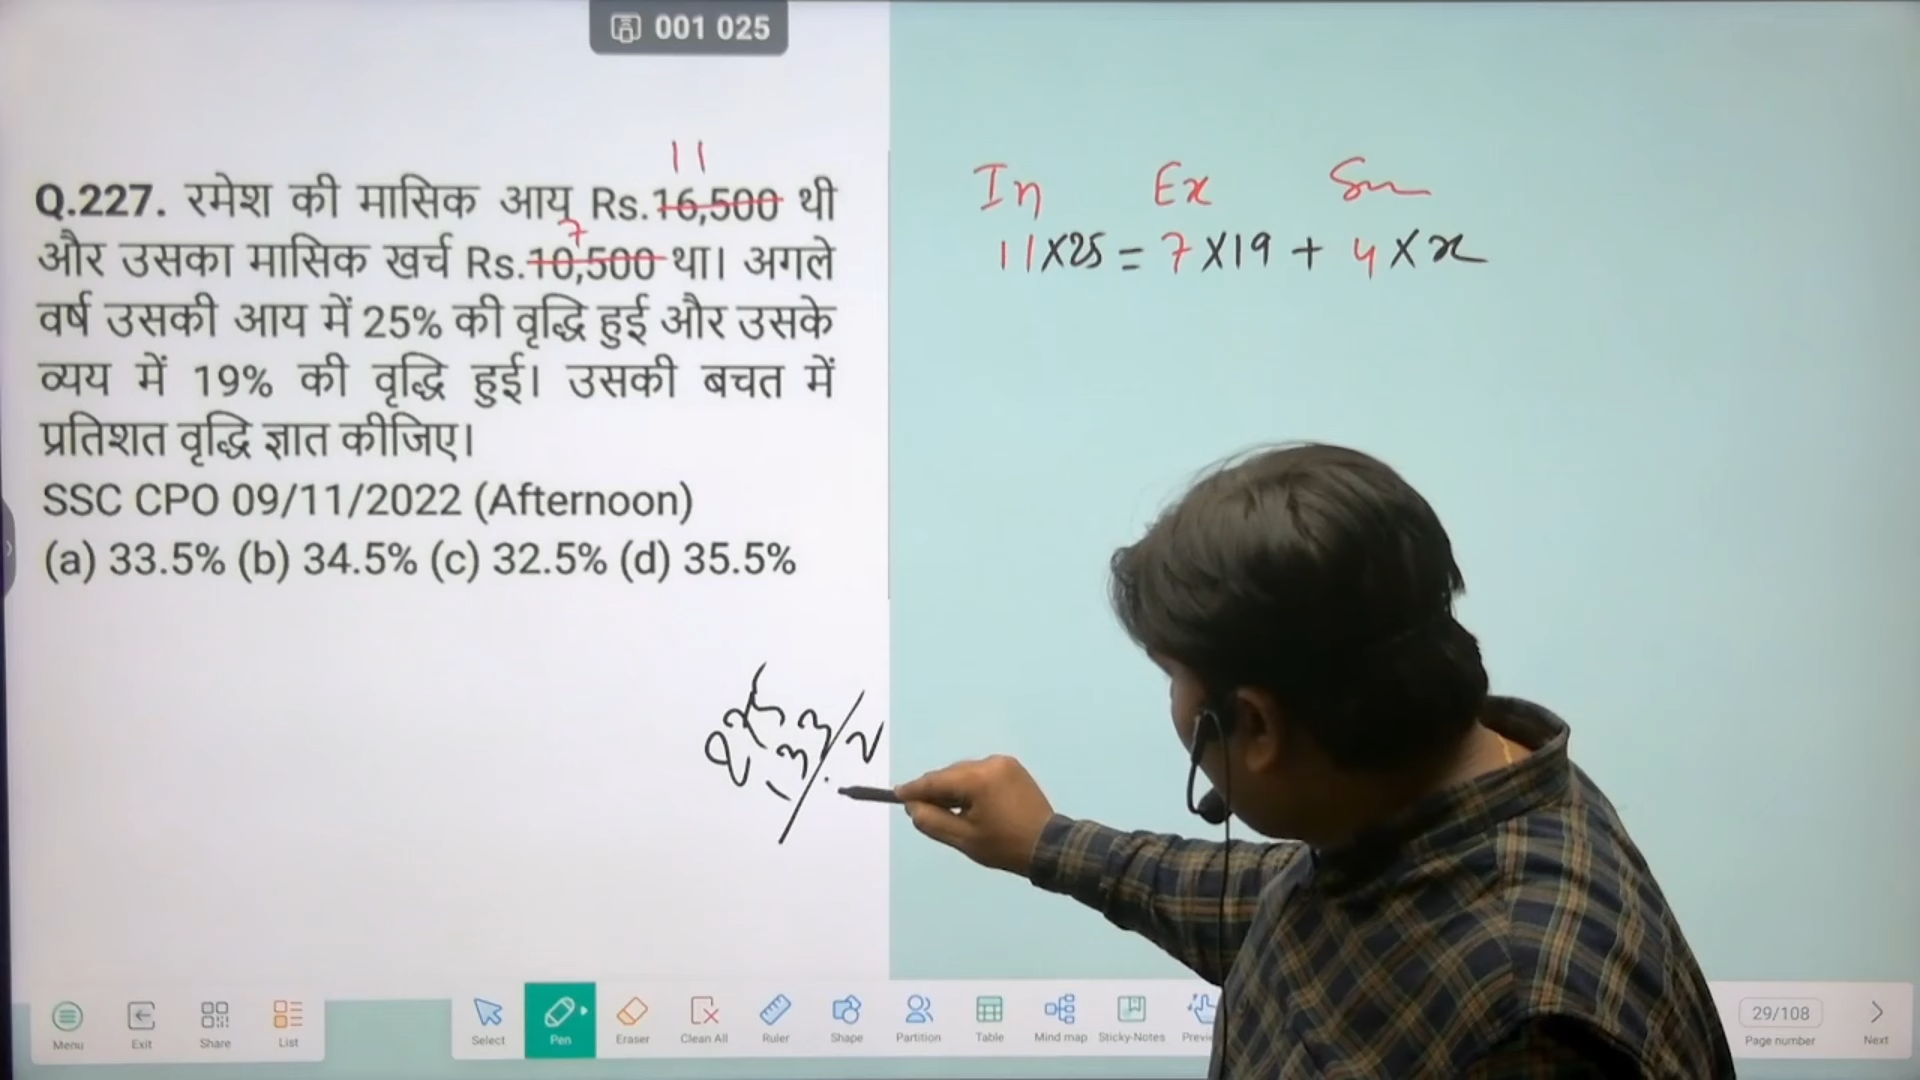 001 025
11
Q.227. रमेश की मासिक आय Rs.16,500 थी
7
और उसका मासिक खर्च Rs.10,500 था। अगले
वर्ष उसकी आय में 25% की वृद्धि हुई और उसके
व्यय में 19% की वृद्धि हुई। उसकी बचत में
प्रतिशत वृद्धि ज्ञात कीजिए।
SSC CPO 09/11/2022 (Afternoon)
(a) 33.5% (b) 34.5% (c) 32.5% (d) 35.5%
In Ex
11×25 = 7×19 + 4×x
Menu Exit Share List Select Pen Eraser Clean All Ruler Shape Partition Table Mind map Sticky-Notes
29/108
Page number Next